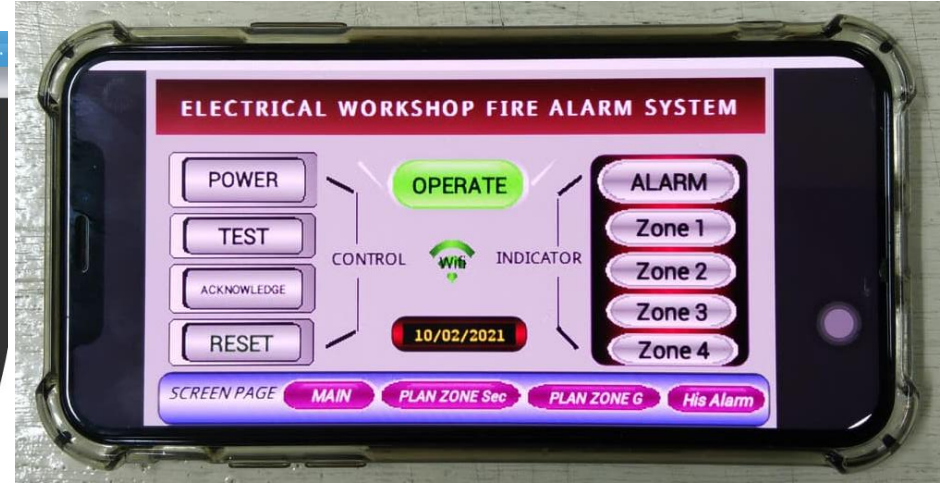 ELECTRICAL WORKSHOP FIRE ALARM SYSTEM
POWER
TEST
ACKNOWLEDGE
RESET
CONTROL
OPERATE
Wifi
10/02/2021
INDICATOR
ALARM
Zone 1
Zone 2
Zone 3
Zone 4
SCREEN PAGE MAIN PLAN ZONE Sec PLAN ZONE G His Alarm